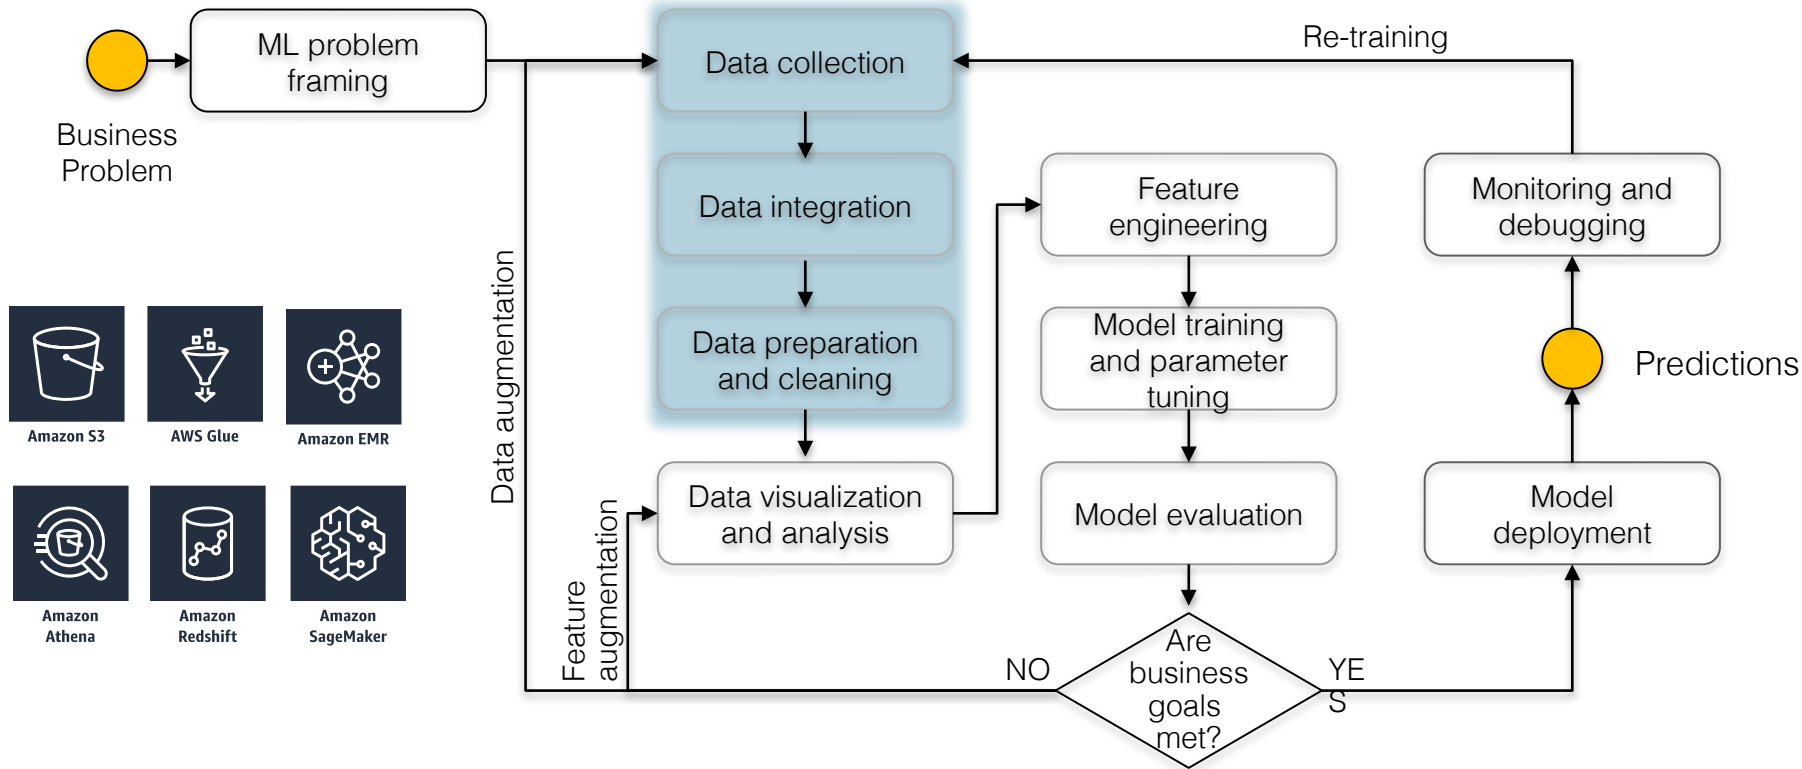 ML problem
framing
Business
Problem
Data collection
Re-training
Data integration
Feature
engineering
Monitoring and
debugging
Data augmentation
Data preparation
and cleaning
Model training
and parameter
tuning
Predictions
Amazon S3
AWS Glue
Amazon EMR
Data visualization
and analysis
Model evaluation
Model
deployment
Feature
augmentation
Amazon
Athena
Amazon
Redshift
Amazon
SageMaker
NO
Are
business
goals
met?
YE
S